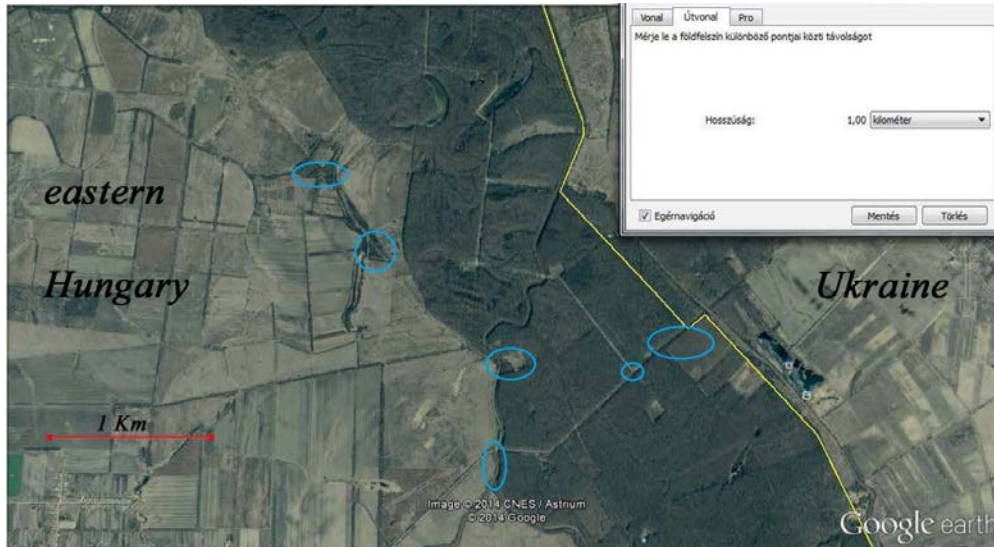 Vonal Útvonal Pro
Mérje le a földfelszín különböző pontjai közti távolságot
Hosszúság: 1,00 kilométer
Egérnavigáció Mentés Törlés
eastern
Hungary
Ukraine
1 Km
Image © 2014 CNES / Astrium
© 2014 Google
Google earth